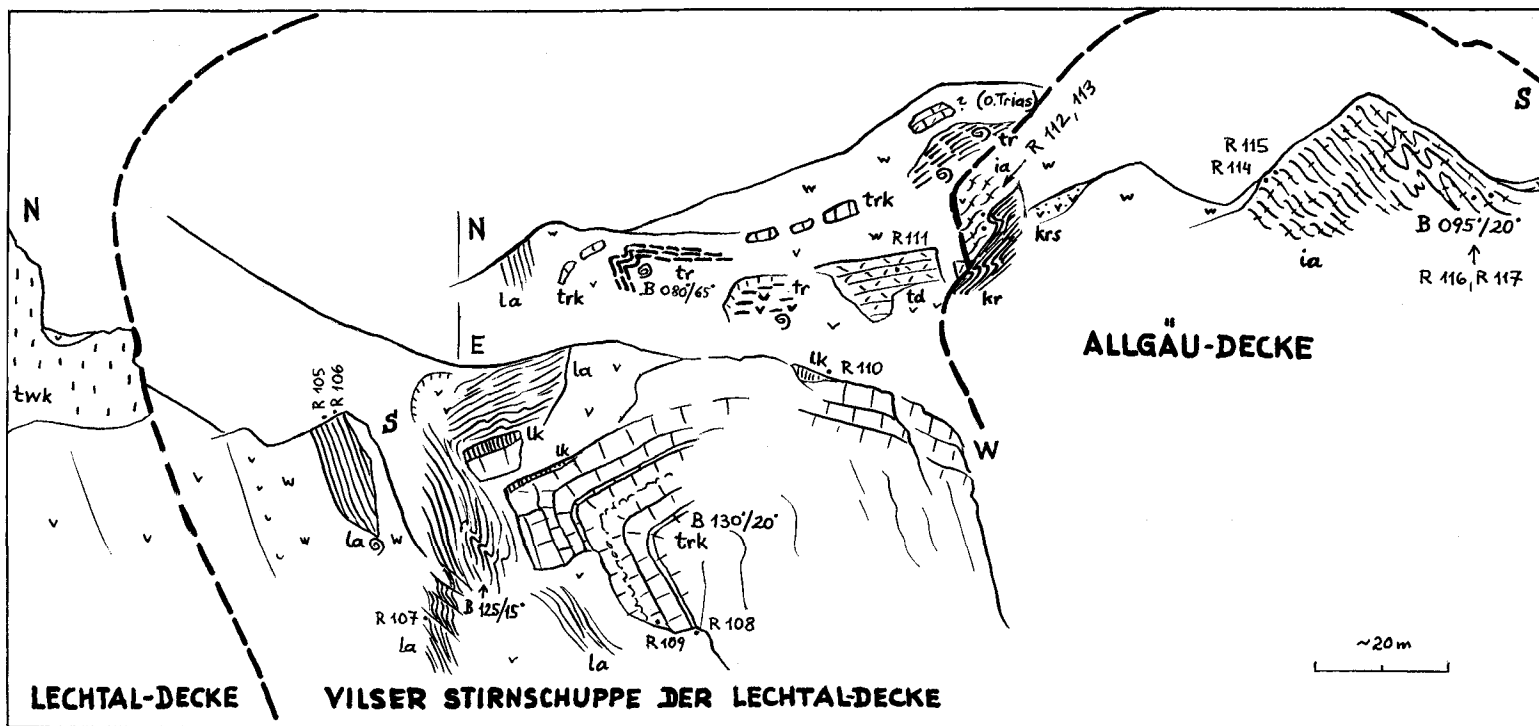 ? (O.Trias)
R 112, 113
S
tr
ia
w
w
w
R 115
R 114
N
N
trk
w
R 111
krs
w
w
B 095°/20°
R 116, R 117
ia
v
la
trk
v
tr
B 080°/65°
v
tr
td
v v
kr
v
E
ALLGÄU-DECKE
twk
R 105
R 106
S
la
v
v
lk
R 110
lk
lk
W
v
v
v
w
w
la
w
B 130°/20°
trk
B 125/15°
R 107
la
v
la
v
R 109
R 108
~20 m
LECHTAL-DECKE
VILSER STIRNSCHUPPE DER LECHTAL-DECKE